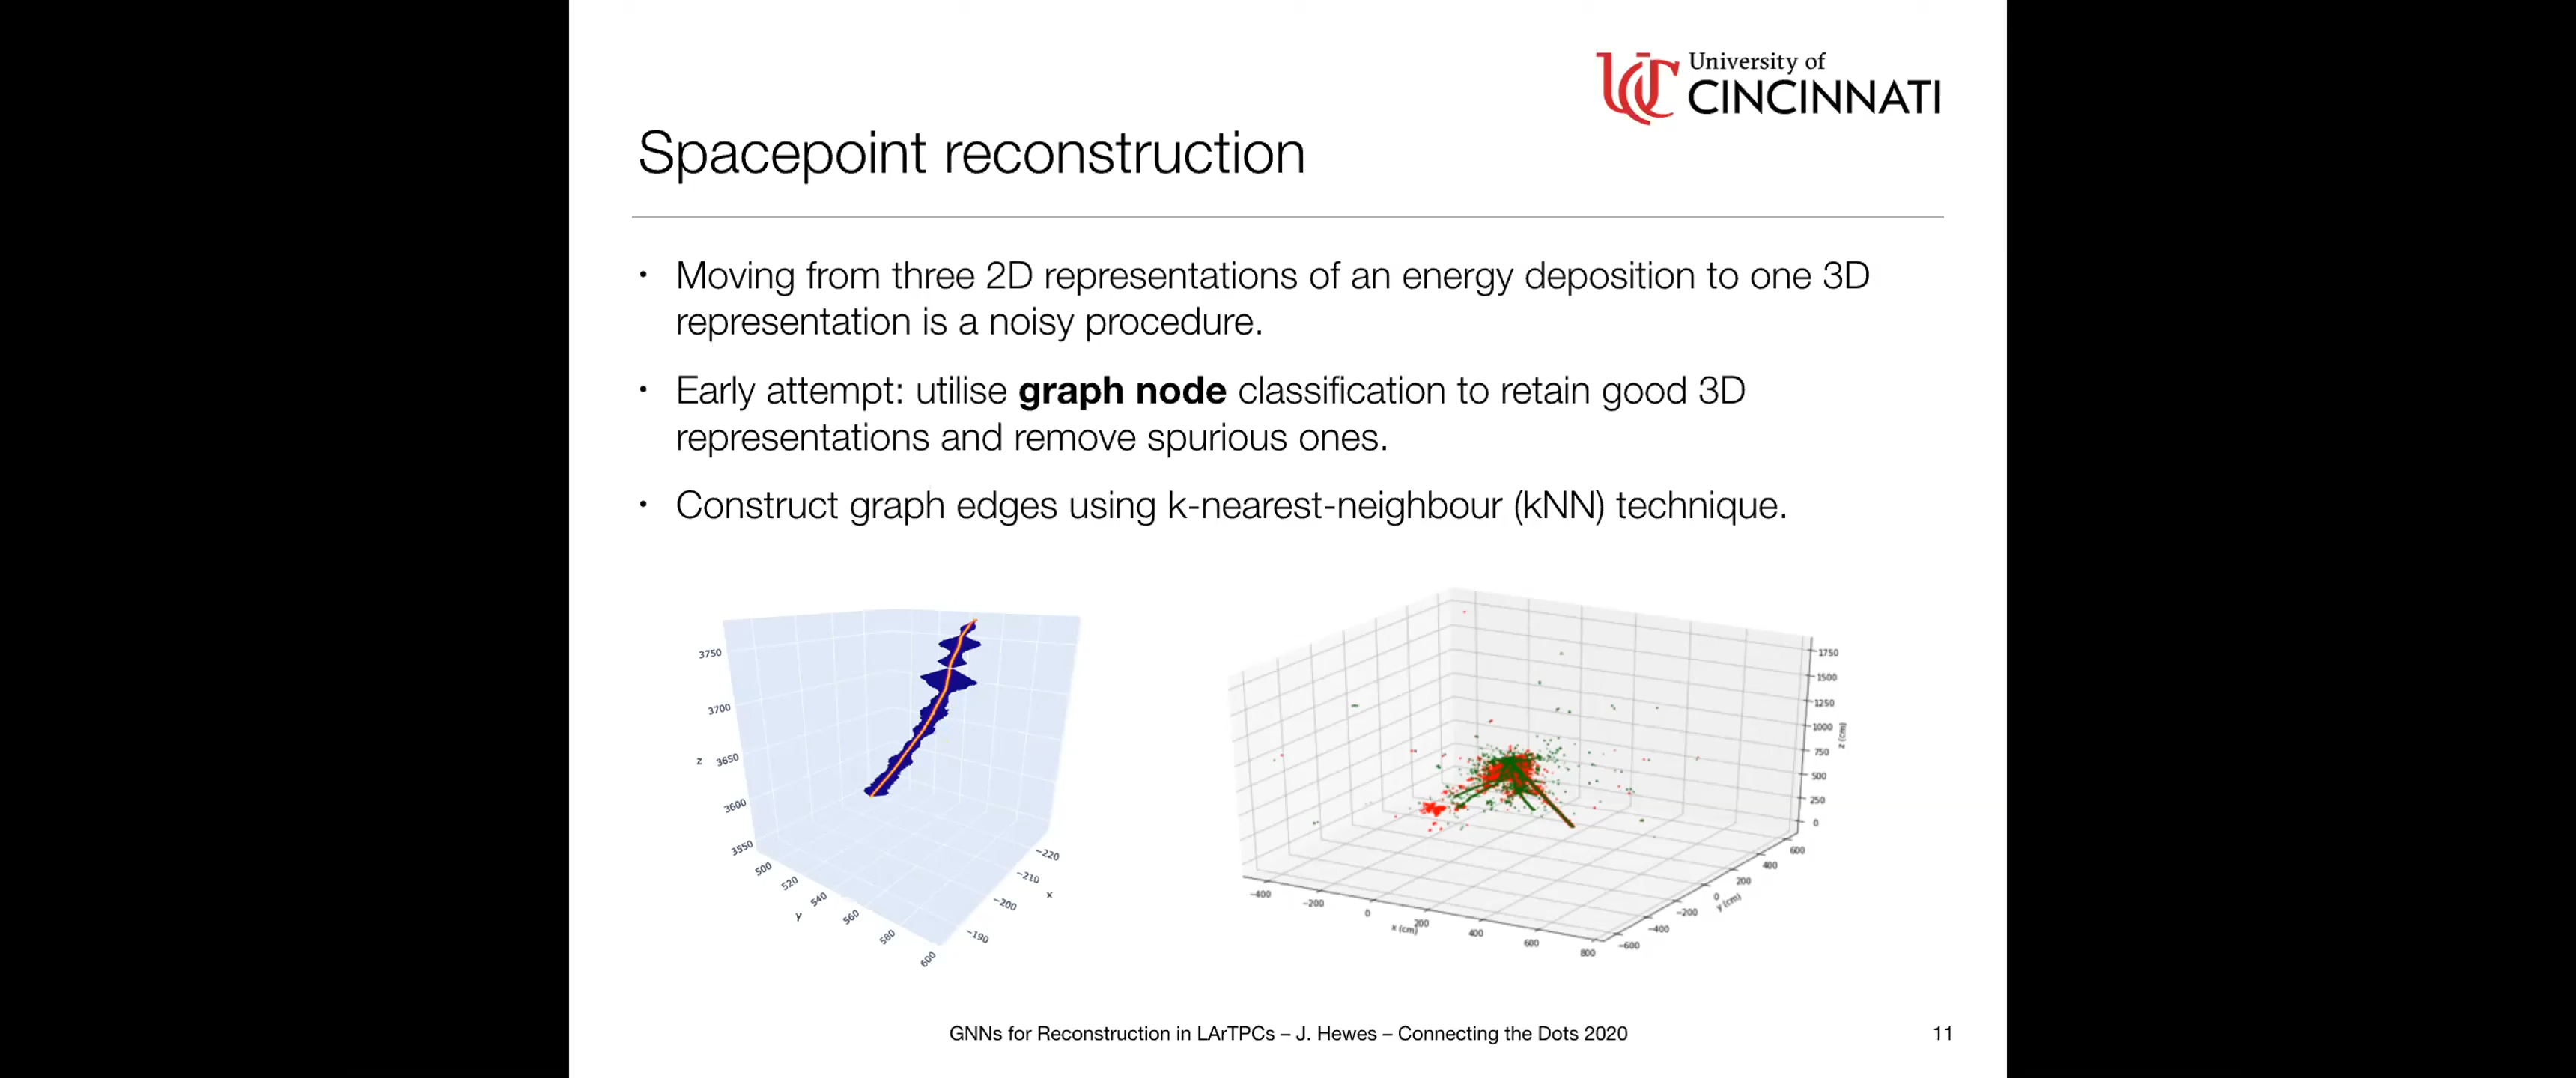 University of
CINCINNATI
Spacepoint reconstruction
• Moving from three 2D representations of an energy deposition to one 3D
representation is a noisy procedure.
• Early attempt: utilise graph node classification to retain good 3D
representations and remove spurious ones.
• Construct graph edges using k-nearest-neighbour (kNN) technique.
3750
3700
z 3650
3600
3550
500
520
540
y
560
580
600
−220
−210
x
−200
−190
1750
1500
1250
1000
z (cm)
750
500
250
0
600
400
200
0
y (cm)
−200
−400
−600
−400
−200
0
x (cm)
200
400
600
800
GNNs for Reconstruction in LArTPCs – J. Hewes – Connecting the Dots 2020
11